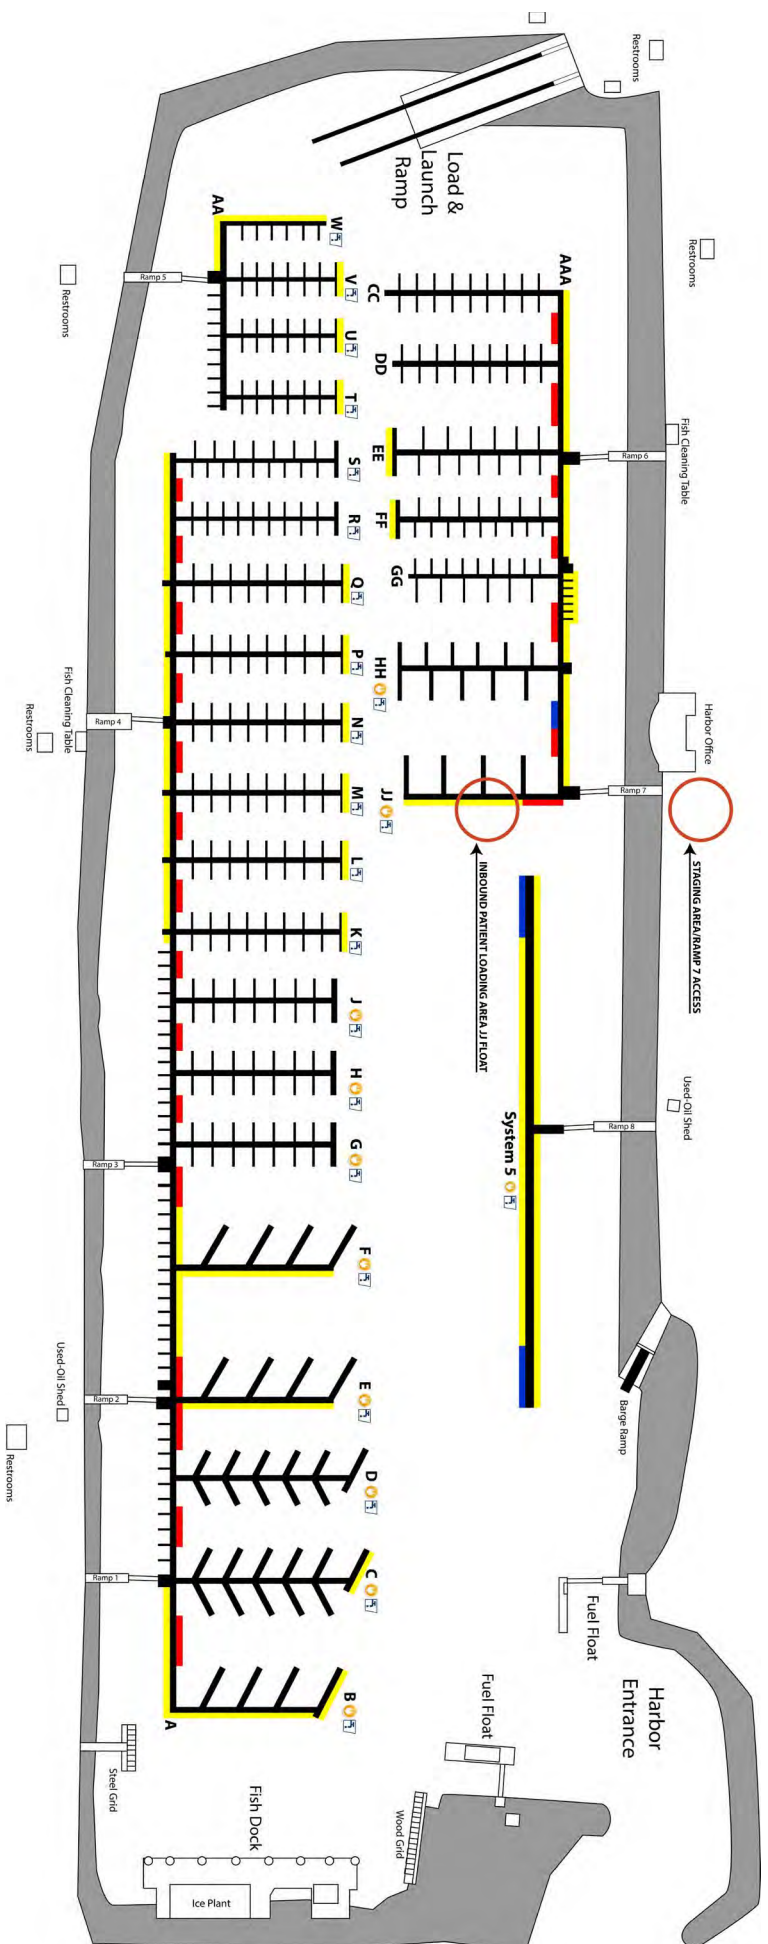 Restrooms
Load &
Launch
Ramp
AA
W
AAA
Restrooms
Ramp 5
Restrooms
V
CC
U
DD
T
EE
Fish Cleaning Table
Ramp 6
S
R
FF
Q
GG
P
HH
Harbor Office
Fish Cleaning Table
Restrooms
Ramp 4
N
M
JJ
Ramp 7
L
INBOUND PATIENT LOADING AREA JJ FLOAT
STAGING AREA/RAMP 7 ACCESS
K
J
H
G
Ramp 3
System 5
Ramp 8
Used-Oil Shed
F
E
Used-Oil Shed
Ramp 2
Barge Ramp
Restrooms
D
C
Ramp 1
Fuel Float
B
A
Harbor
Entrance
Fuel Float
Steel Grid
Fish Dock
Wood Grid
Ice Plant